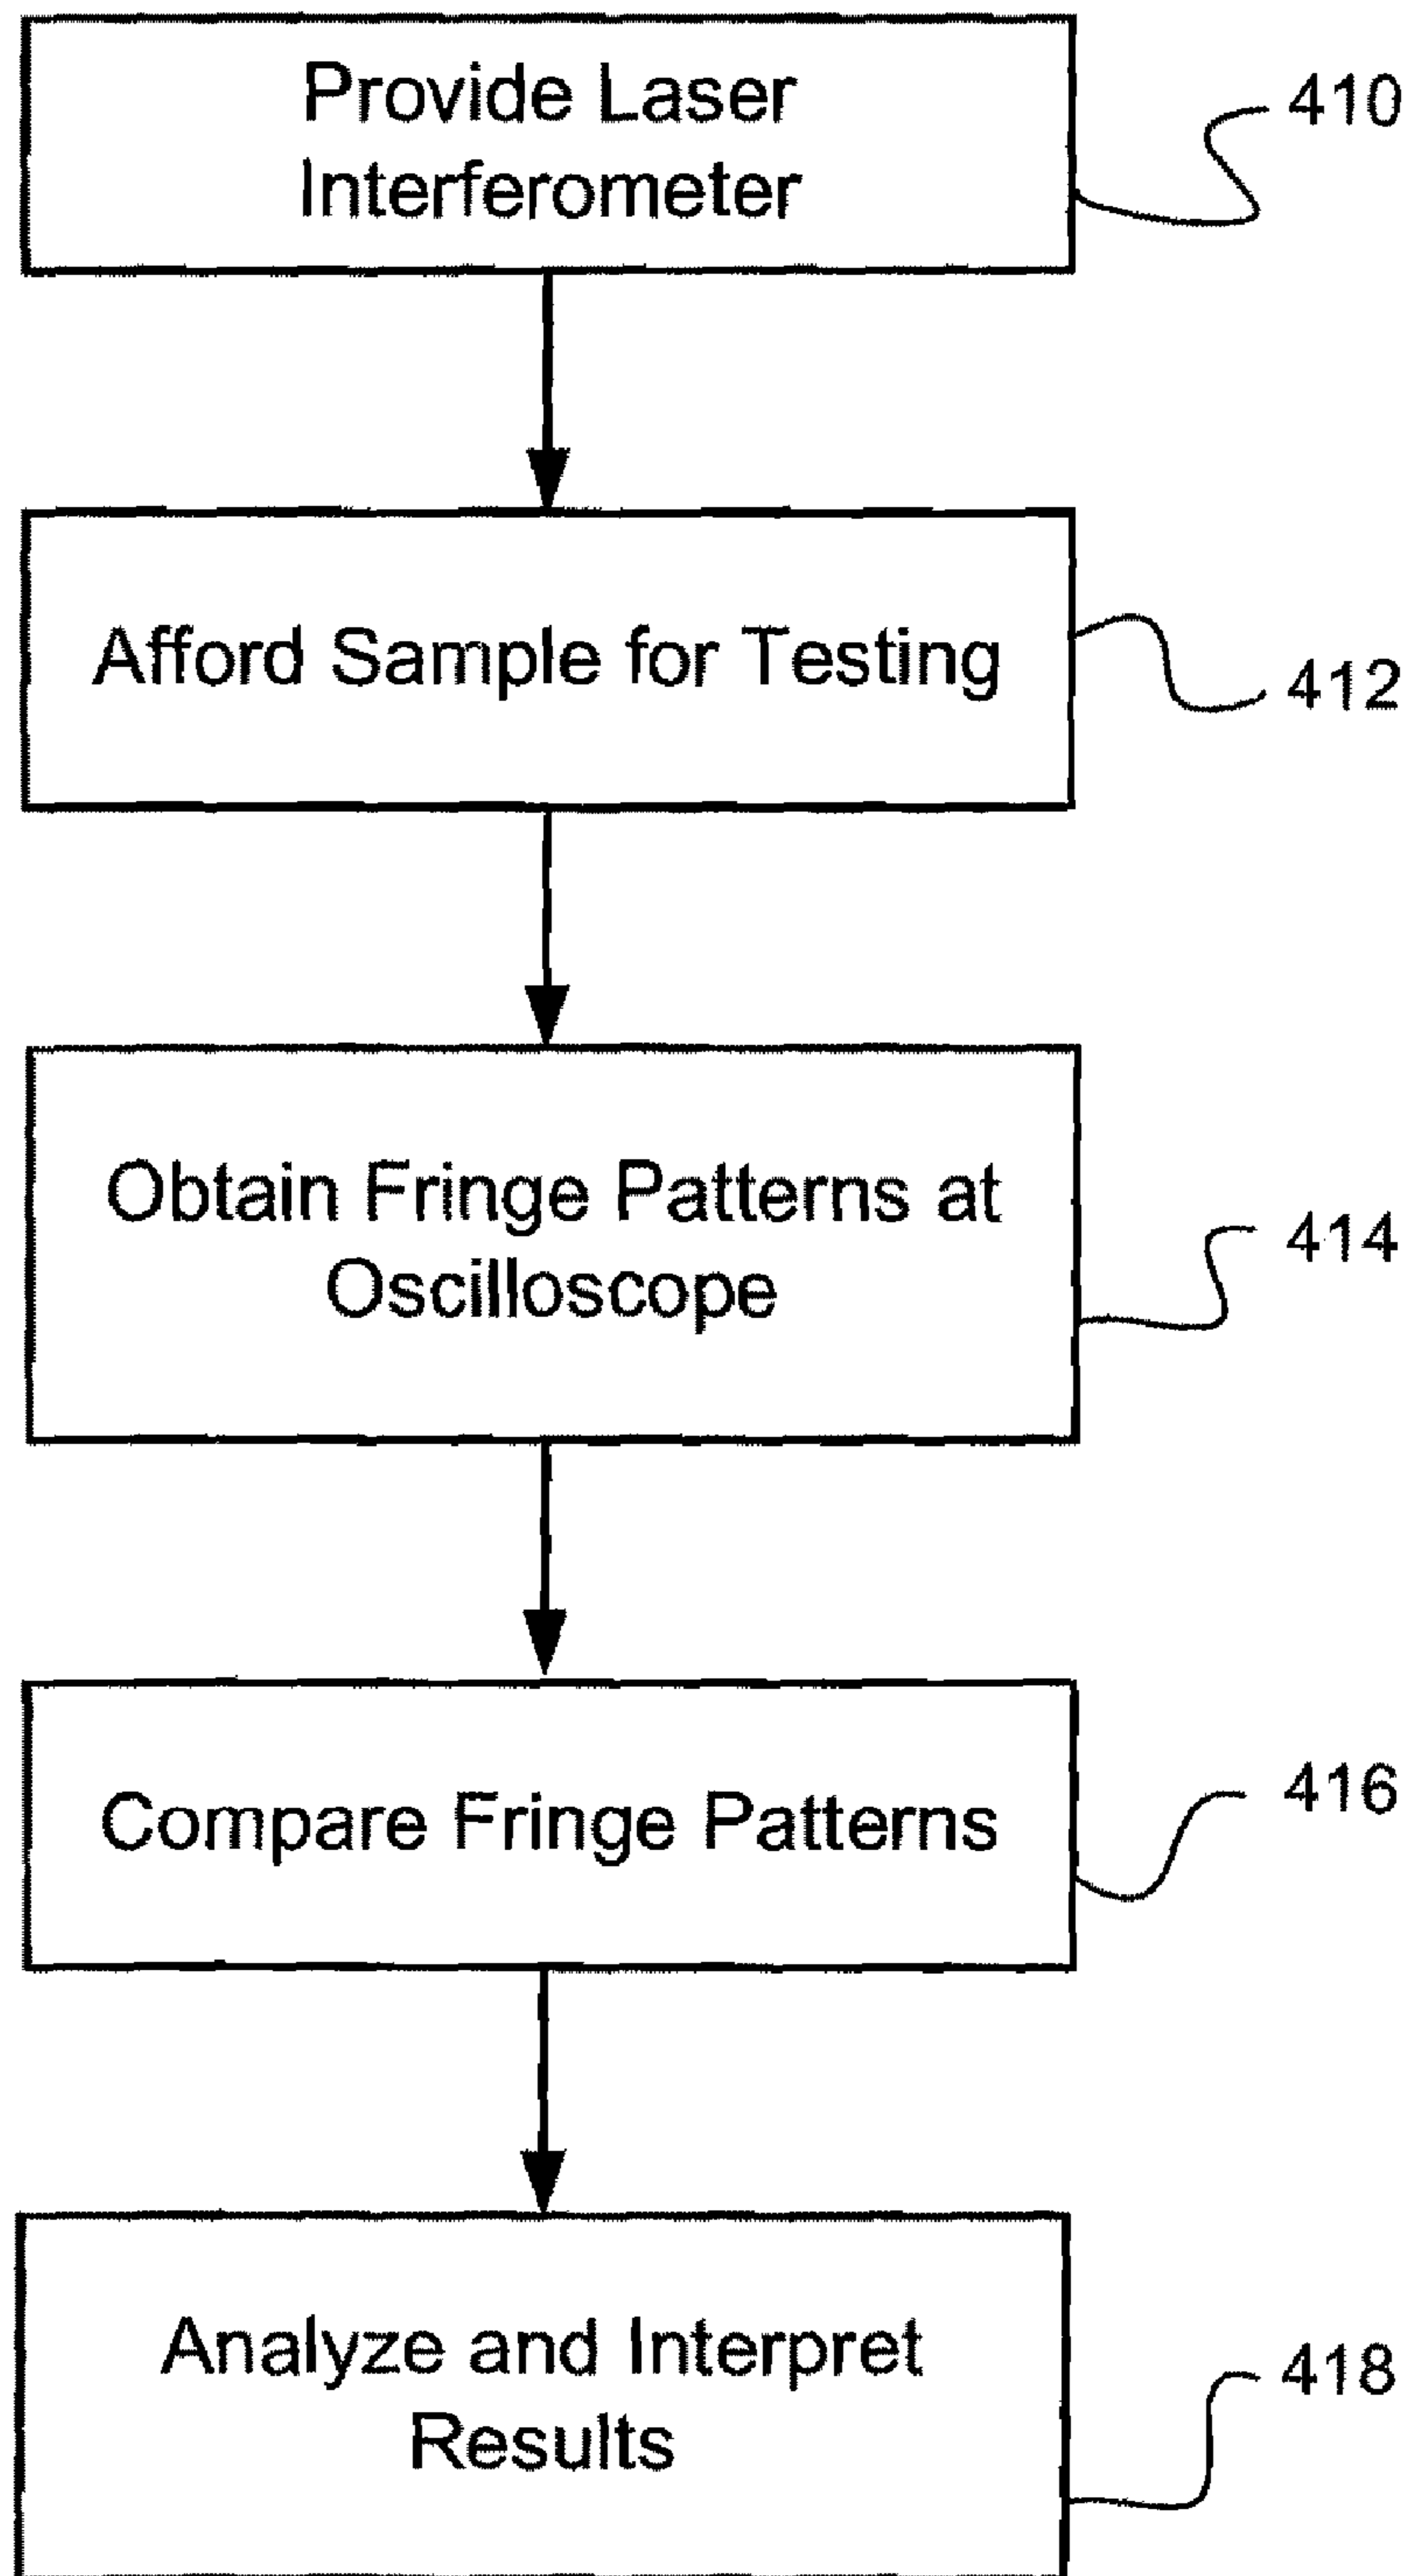 Provide Laser
Interferometer
410
Afford Sample for Testing
412
Obtain Fringe Patterns at
Oscilloscope
414
Compare Fringe Patterns
416
Analyze and Interpret
Results
418